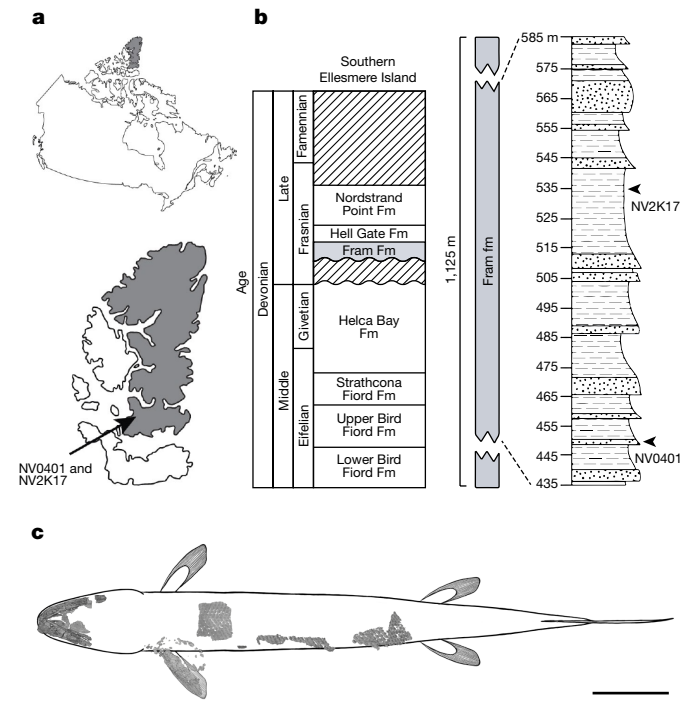 a
NV0401 and
NV2K17
b
Southern
Ellesmere Island
Age
Devonian
Late
Middle
Famennian
Frasnian
Givetian
Eifelian
Nordstrand
Point Fm
Hell Gate Fm
Fram Fm
Helca Bay
Fm
Strathcona
Fiord Fm
Upper Bird
Fiord Fm
Lower Bird
Fiord Fm
1,125 m
Fram fm
585 m
575
565
555
545
535
525
515
505
495
485
475
465
455
445
435
NV2K17
NV0401
c